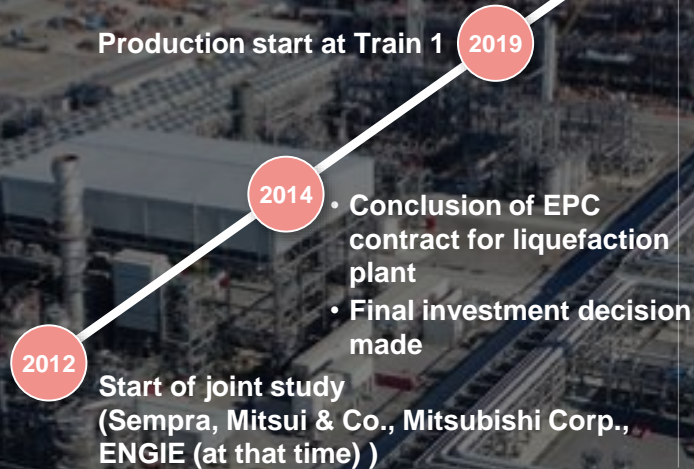 Production start at Train 1
2019
2014
• Conclusion of EPC
contract for liquefaction
plant
• Final investment decision
made
2012
Start of joint study
(Sempra, Mitsui & Co., Mitsubishi Corp.,
ENGIE (at that time) )